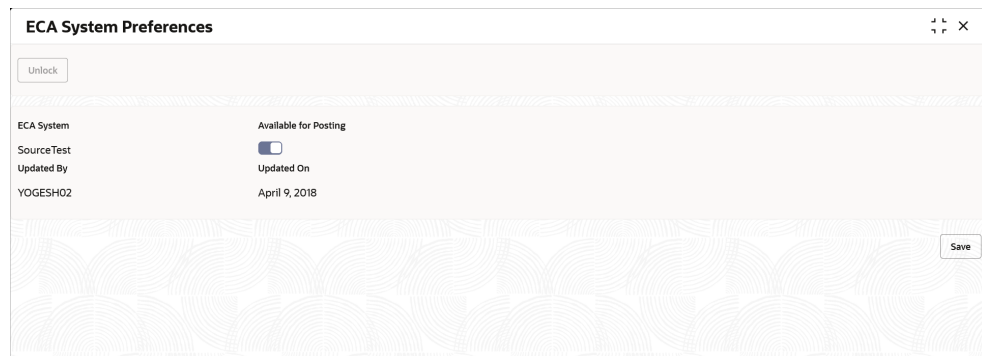 ECA System Preferences
Unlock
ECA System
Available for Posting
SourceTest
Updated By
Updated On
YOGESH02
April 9, 2018
Save